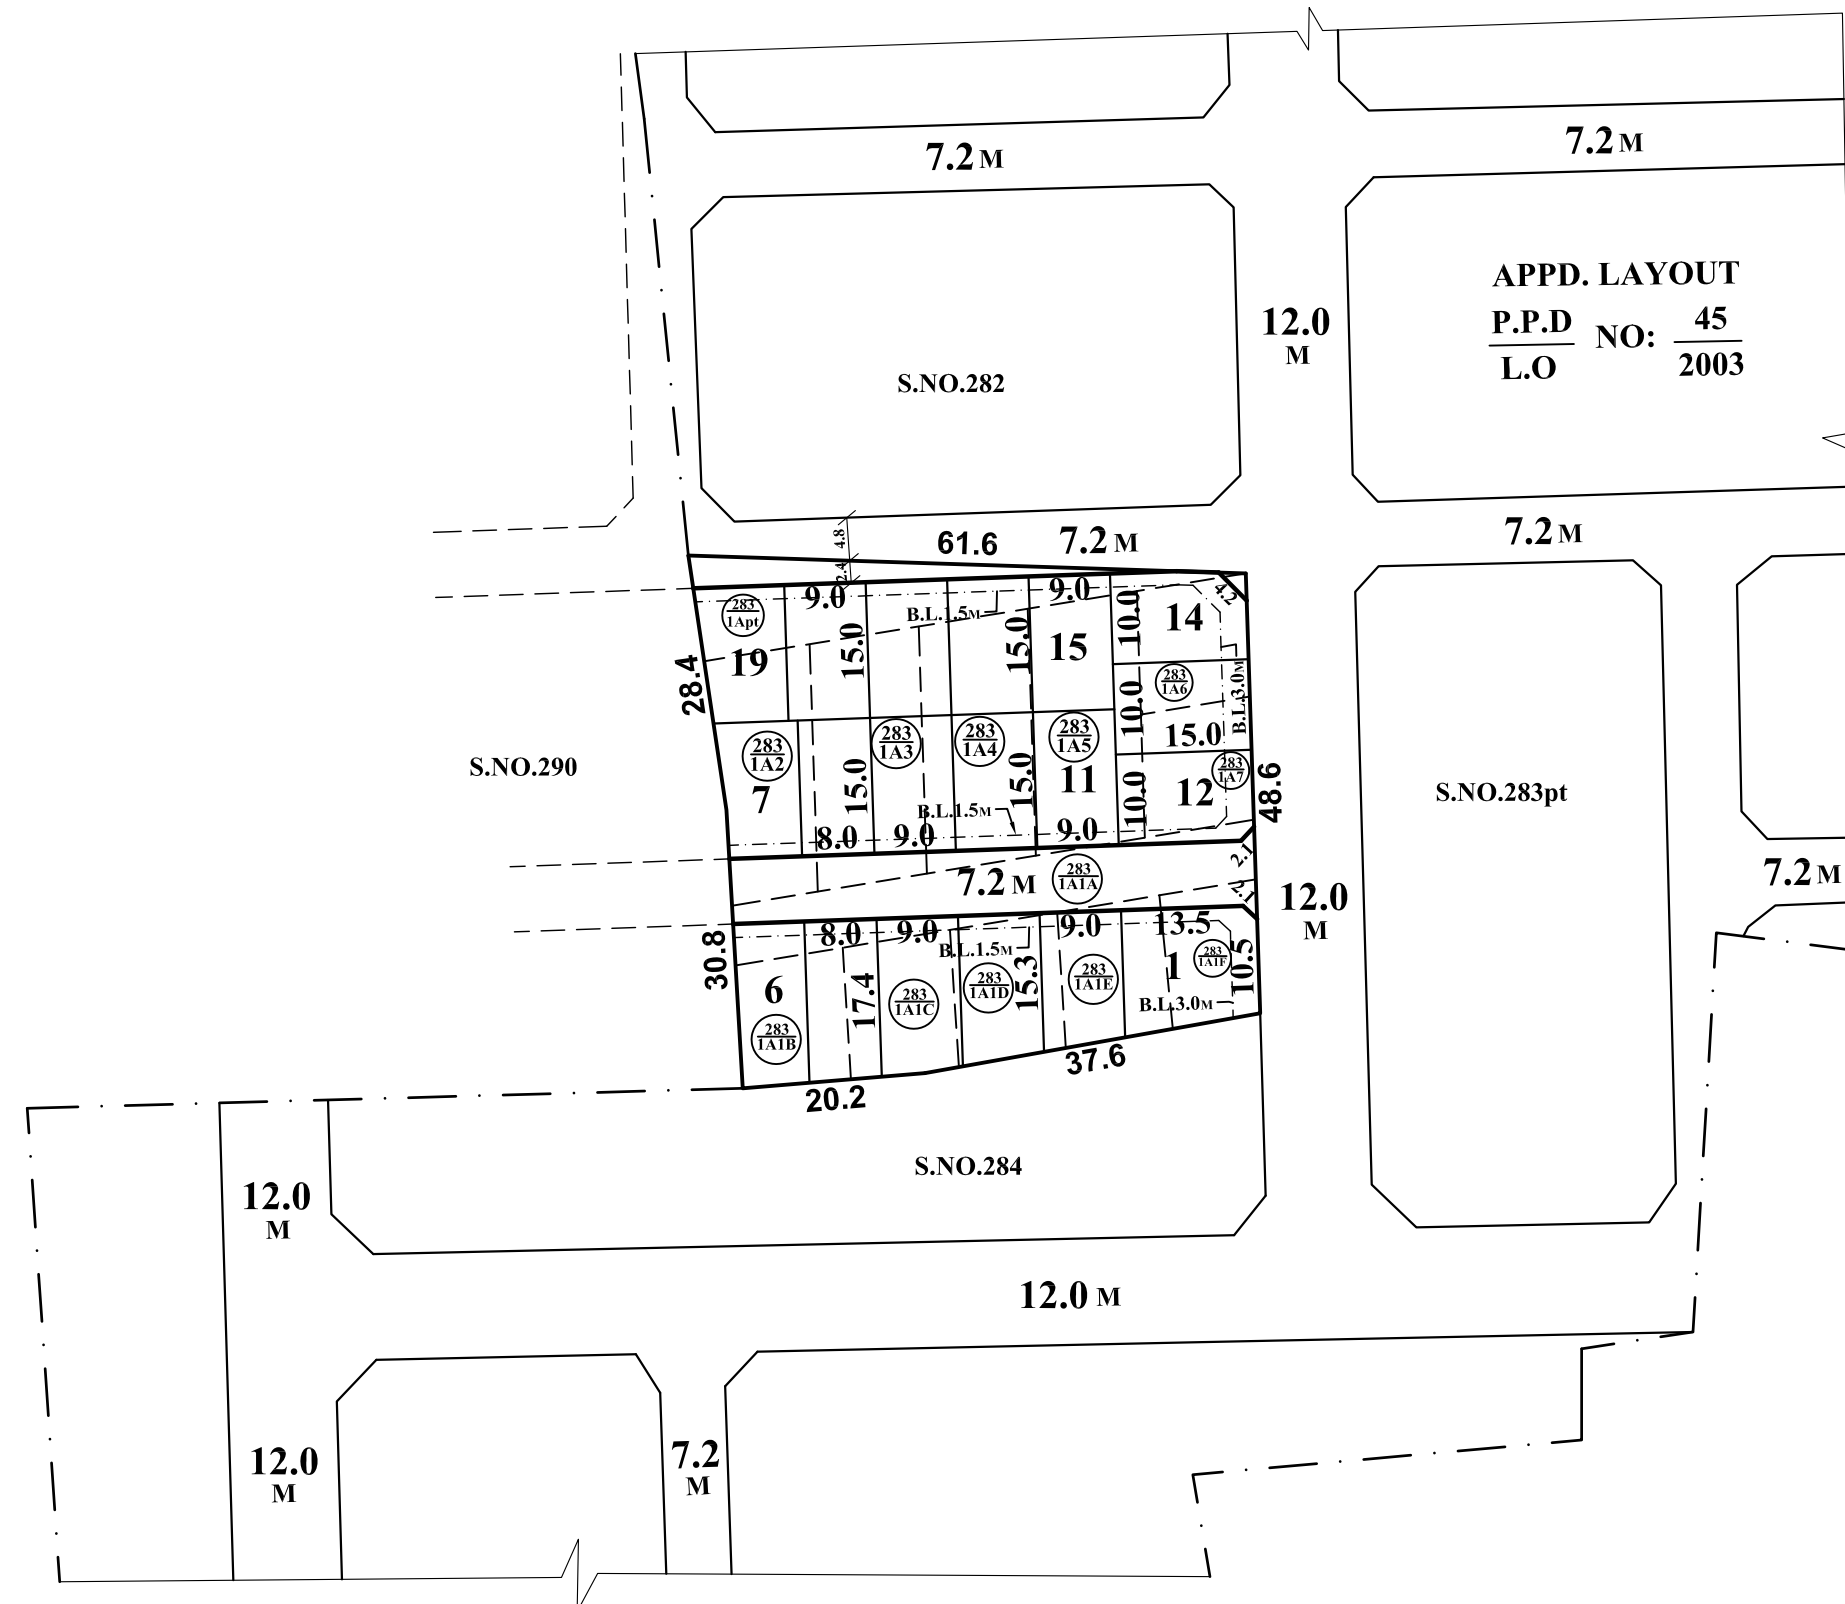 7.2 M
7.2 M
APPD. LAYOUT
P.P.D
L.O
NO:
45
2003
12.0
M
S.NO.282
4.8
2.4
61.6
7.2 M
7.2 M
283
1Apt
19
9.0
15.0
B.L.1.5M
15.0
9.0
15
10.0
14
4.2
28.4
283
1A6
10.0
15.0
B.L.3.0M
S.NO.290
283
1A2
7
283
1A3
283
1A4
283
1A5
11
283
1A7
12
10.0
15.0
15.0
8.0
9.0
B.L.1.5M
9.0
48.6
S.NO.283pt
2.1
7.2 M
283
1A1A
2.1
12.0
M
7.2 M
30.8
8.0
9.0
B.L.1.5M
9.0
13.5
6
283
1A1B
17.4
283
1A1C
283
1A1D
15.3
283
1A1E
1
283
1A1F
10.5
B.L.3.0M
20.2
37.6
S.NO.284
12.0
M
12.0 M
12.0
M
7.2
M